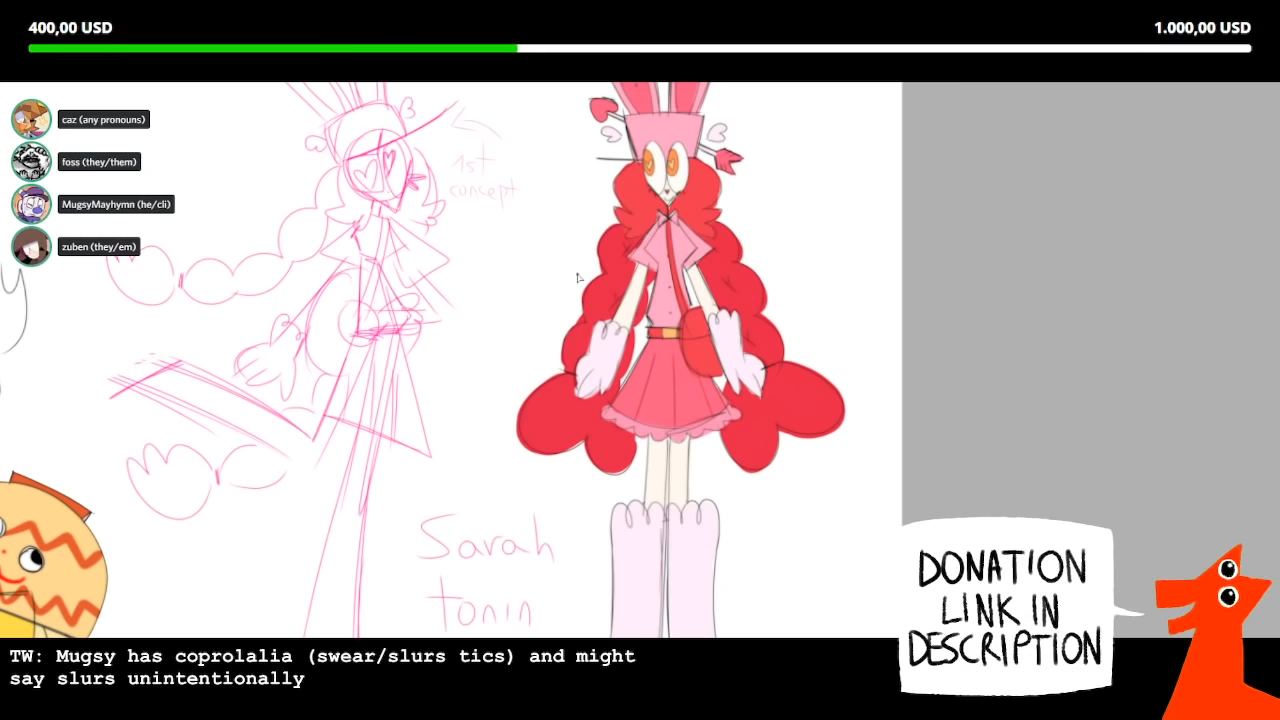 400,00 USD
1.000,00 USD
caz (any pronouns)
foss (they/them)
MugsyMayhymn (he/cli)
zuben (they/em)
1st
concept
Sarah
tonin
DONATION
LINK IN
DESCRIPTION
TW: Mugsy has coprolalia (swear/slurs tics) and might
say slurs unintentionally